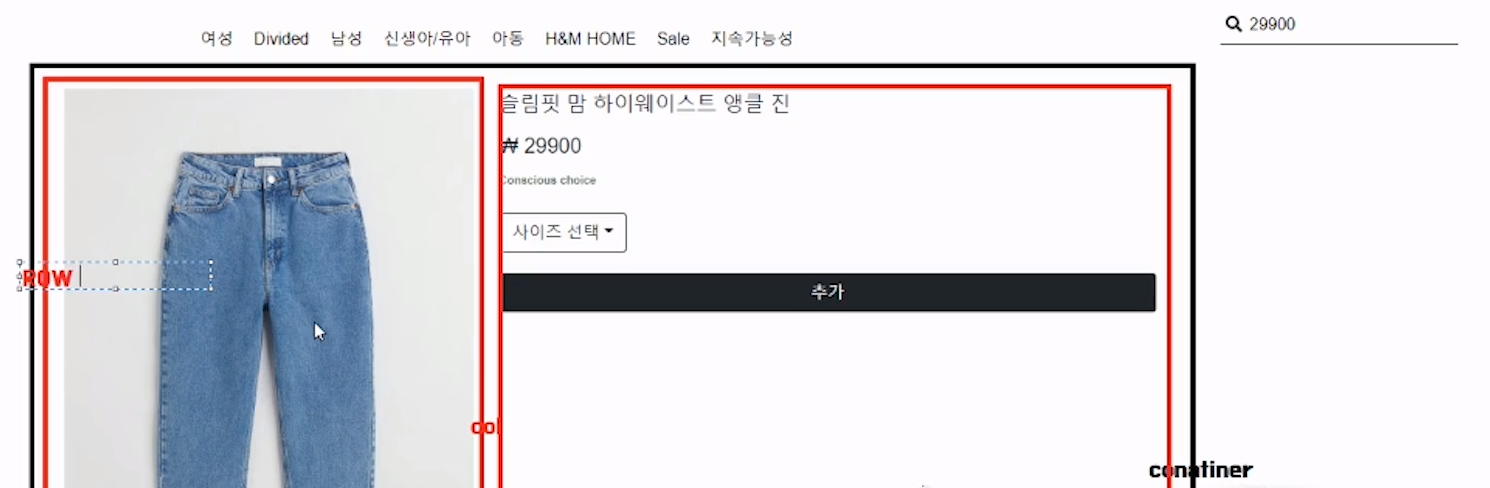 29900
여성 Divided 남성 신생아/유아 아동 H&M HOME Sale 지속가능성
슬림핏 맘 하이웨이스트 앵클 진
₩ 29900
Conscious choice
사이즈 선택
ROW
추가
col
conatiner